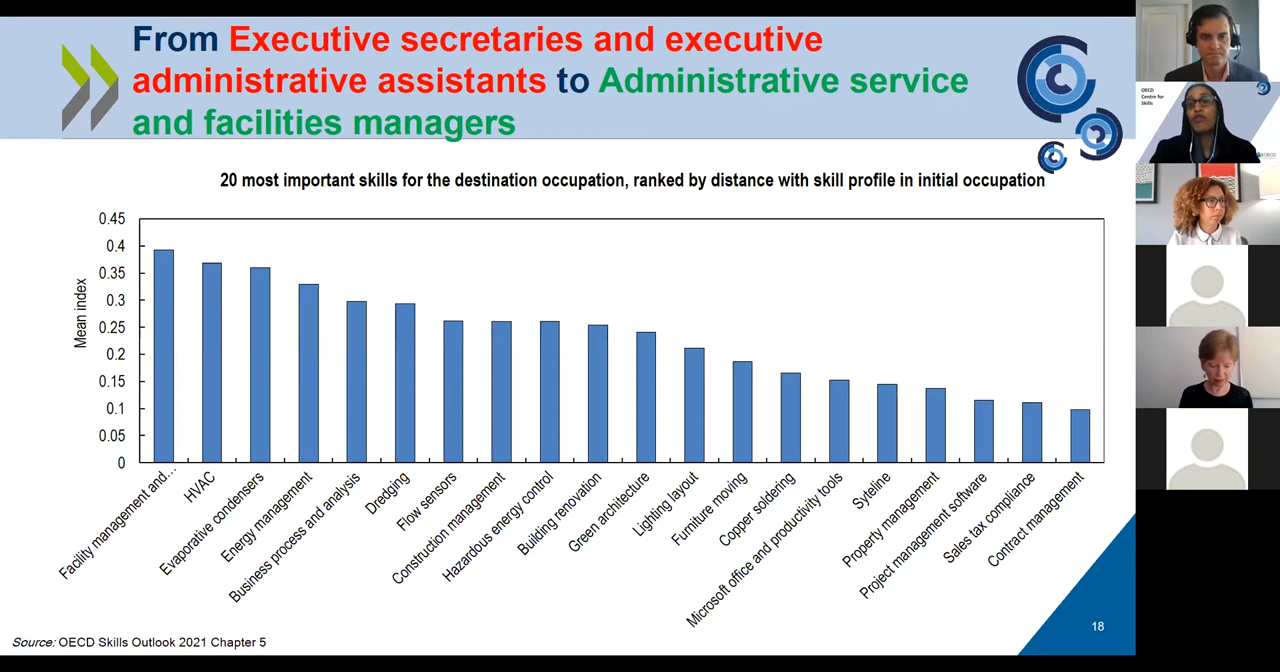 From Executive secretaries and executive
administrative assistants to Administrative service
and facilities managers
20 most important skills for the destination occupation, ranked by distance with skill profile in initial occupation
Mean index
0.45
0.4
0.35
0.3
0.25
0.2
0.15
0.1
0.05
0
Facility management and...
HVAC
Evaporative condensers
Energy management
Business process and analysis
Dredging
Flow sensors
Construction management
Hazardous energy control
Building renovation
Green architecture
Lighting layout
Furniture moving
Copper soldering
Microsoft office and productivity tools
Syteline
Property management
Project management software
Sales tax compliance
Contract management
Source: OECD Skills Outlook 2021 Chapter 5
18
OECD
Centre for
Skills